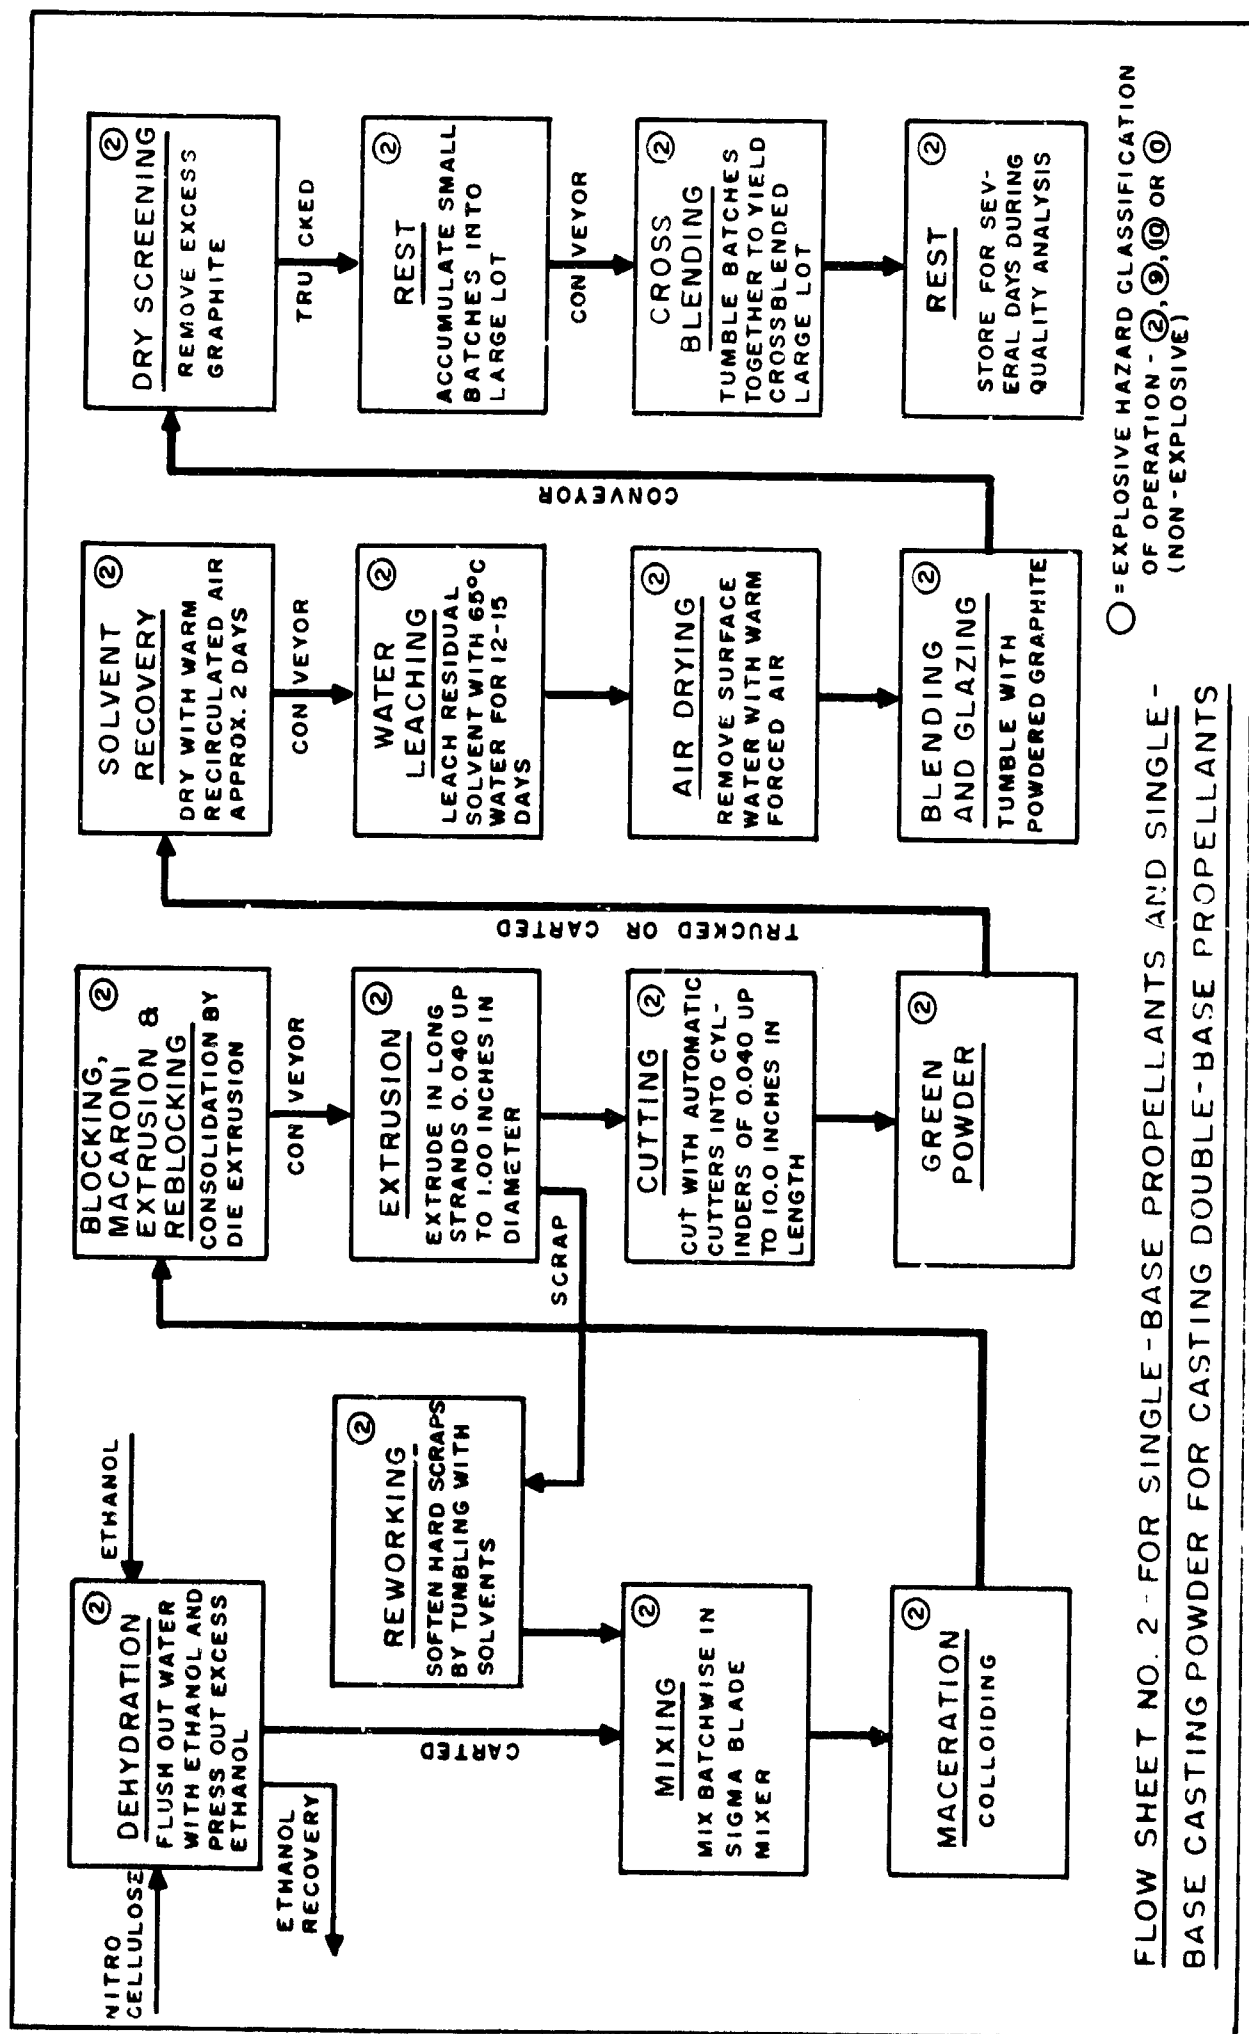 NITRO
CELLULOSE
ETHANOL
②
DEHYDRATION
FLUSH OUT WATER
WITH ETHANOL AND
PRESS OUT EXCESS
ETHANOL
ETHANOL
RECOVERY
CARTED
②
REWORKING
SOFTEN HARD SCRAPS
BY TUMBLING WITH
SOLVENTS
②
MIXING
MIX BATCHWISE IN
SIGMA BLADE
MIXER
②
MACERATION
COLLOIDING
②
BLOCKING,
MACARONI
EXTRUSION &
REBLOCKING
CONSOLIDATION BY
DIE EXTRUSION
CONVEYOR
②
EXTRUSION
EXTRUDE IN LONG
STRANDS 0.040 UP
TO 1.00 INCHES IN
DIAMETER
SCRAP
②
CUTTING
CUT WITH AUTOMATIC
CUTTERS INTO CYL-
INDERS OF 0.040 UP
TO 10.0 INCHES IN
LENGTH
②
GREEN
POWDER
TRUCKED OR CARTED
②
SOLVENT
RECOVERY
DRY WITH WARM
RECIRCULATED AIR
APPROX. 2 DAYS
CONVEYOR
②
WATER
LEACHING
LEACH RESIDUAL
SOLVENT WITH 65°C
WATER FOR 12-15
DAYS
②
AIR DRYING
REMOVE SURFACE
WATER WITH WARM
FORCED AIR
②
BLENDING
AND GLAZING
TUMBLE WITH
POWDERED GRAPHITE
CONVEYOR
②
DRY SCREENING
REMOVE EXCESS
GRAPHITE
TRUCKED
②
REST
ACCUMULATE SMALL
BATCHES INTO
LARGE LOT
CONVEYOR
②
CROSS
BLENDING
TUMBLE BATCHES
TOGETHER TO YIELD
CROSSBLENDED
LARGE LOT
②
REST
STORE FOR SEV-
ERAL DAYS DURING
QUALITY ANALYSIS
◯ = EXPLOSIVE HAZARD CLASSIFICATION
OF OPERATION - ②,⑨,⑩ OR ⓪
(NON-EXPLOSIVE)
FLOW SHEET NO. 2 - FOR SINGLE-BASE PROPELLANTS AND SINGLE-
BASE CASTING POWDER FOR CASTING DOUBLE-BASE PROPELLANTS